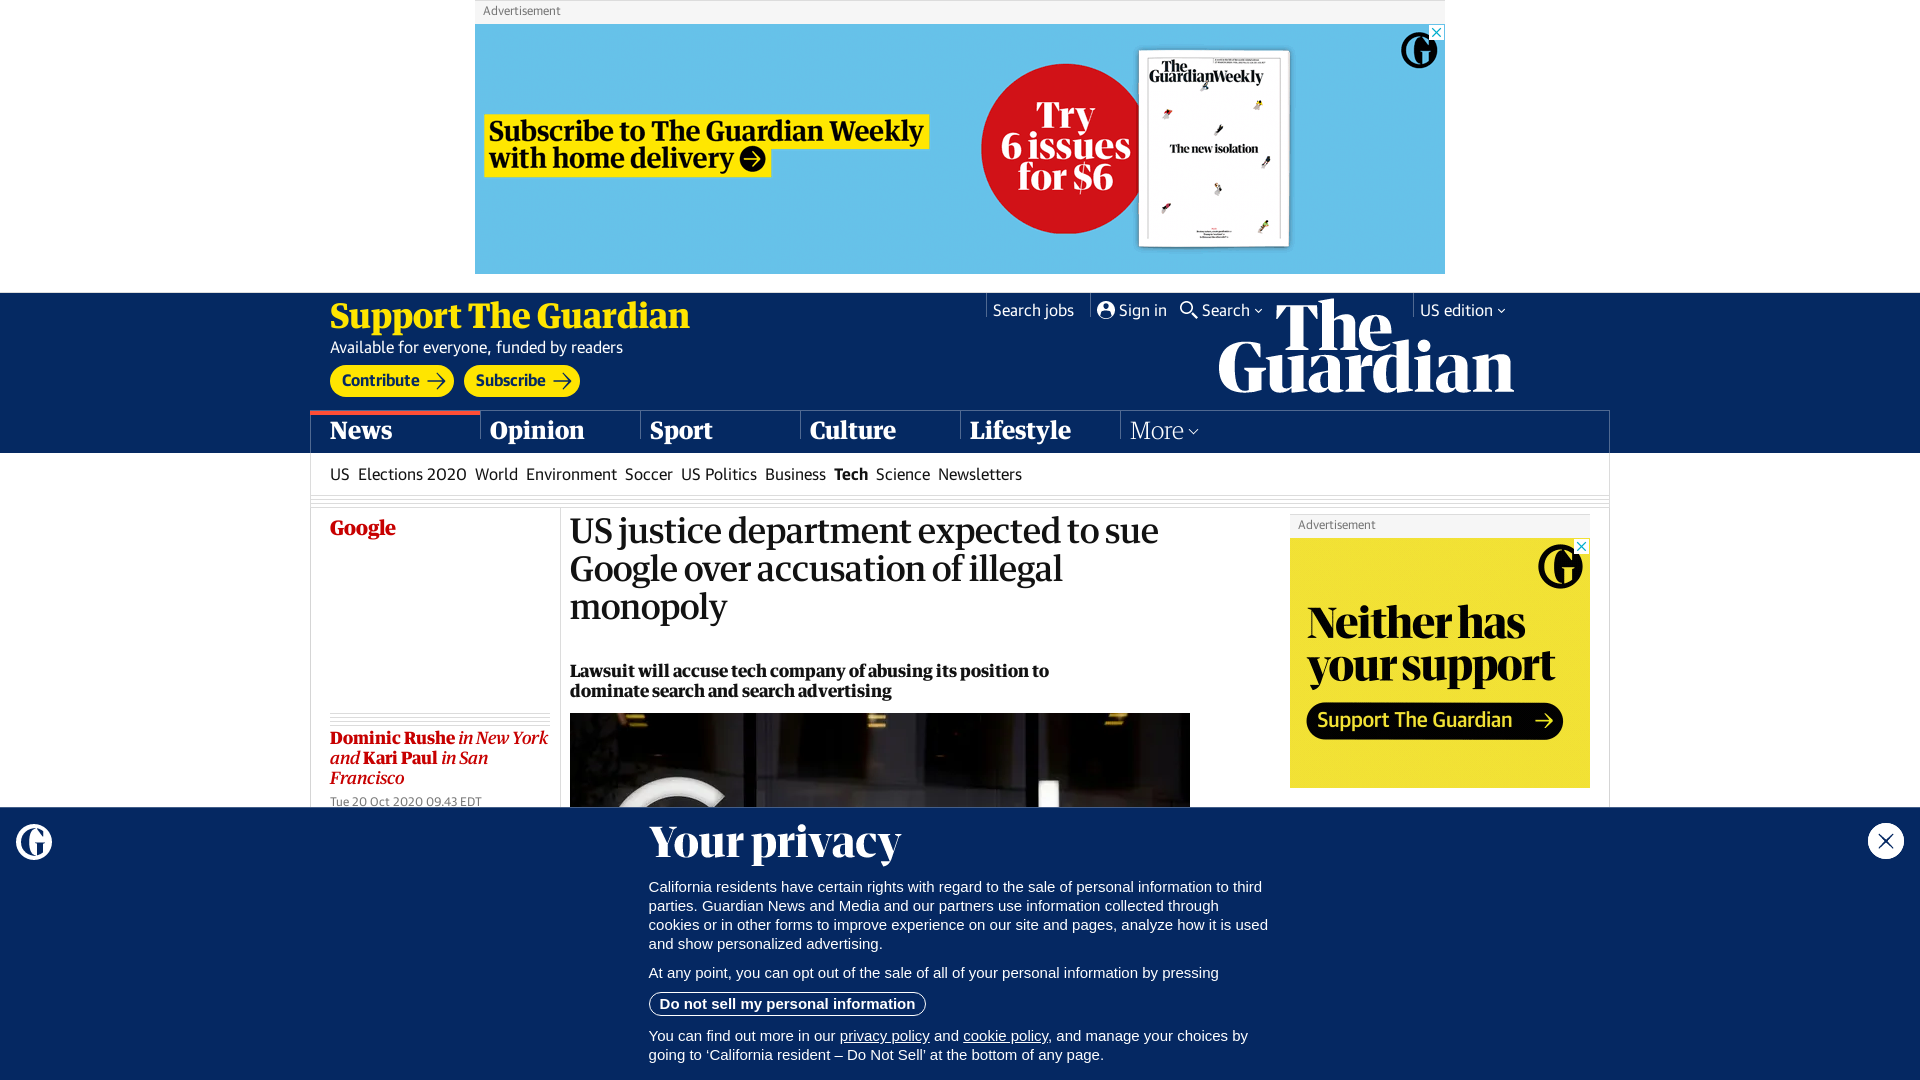 Advertisement
Subscribe to The Guardian Weekly
with home delivery
Try
6 issues
for $6
The
GuardianWeekly
The new isolation
Support The Guardian
Available for everyone, funded by readers
Contribute
Subscribe
Search jobs
Sign in
Search
US edition
The
Guardian
News
Opinion
Sport
Culture
Lifestyle
More
US
Elections 2020
World
Environment
Soccer
US Politics
Business
Tech
Science
Newsletters
Google
US justice department expected to sue
Google over accusation of illegal
monopoly
Lawsuit will accuse tech company of abusing its position to
dominate search and search advertising
Dominic Rushe in New York
and Kari Paul in San
Francisco
Tue 20 Oct 2020 09.43 EDT
Advertisement
Neither has
your support
Support The Guardian
Your privacy
California residents have certain rights with regard to the sale of personal information to third
parties. Guardian News and Media and our partners use information collected through
cookies or in other forms to improve experience on our site and pages, analyze how it is used
and show personalized advertising.
At any point, you can opt out of the sale of all of your personal information by pressing
Do not sell my personal information
You can find out more in our privacy policy and cookie policy, and manage your choices by
going to ‘California resident – Do Not Sell’ at the bottom of any page.